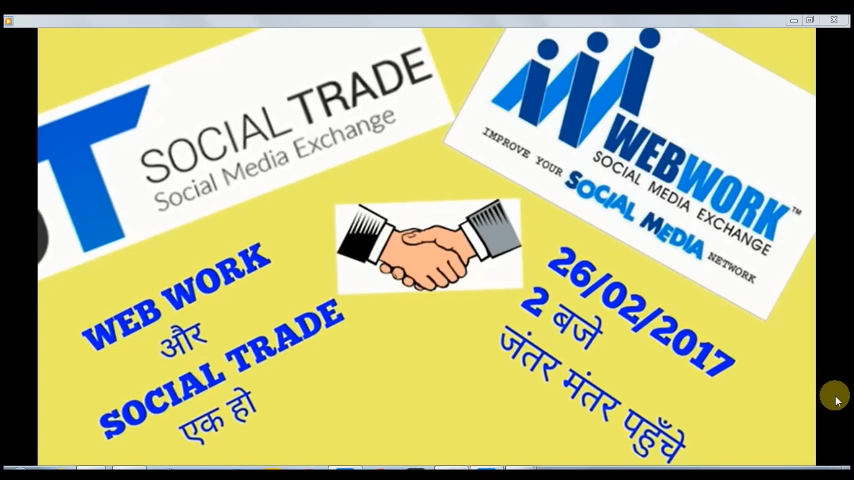 SOCIAL TRADE
Social Media Exchange
WEBWORK™
SOCIAL MEDIA EXCHANGE
IMPROVE YOUR SOCIAL MEDIA NETWORK
WEB WORK
और
SOCIAL TRADE
एक हो
26/02/2017
2 बजे
जंतर मंतर पहुँचे